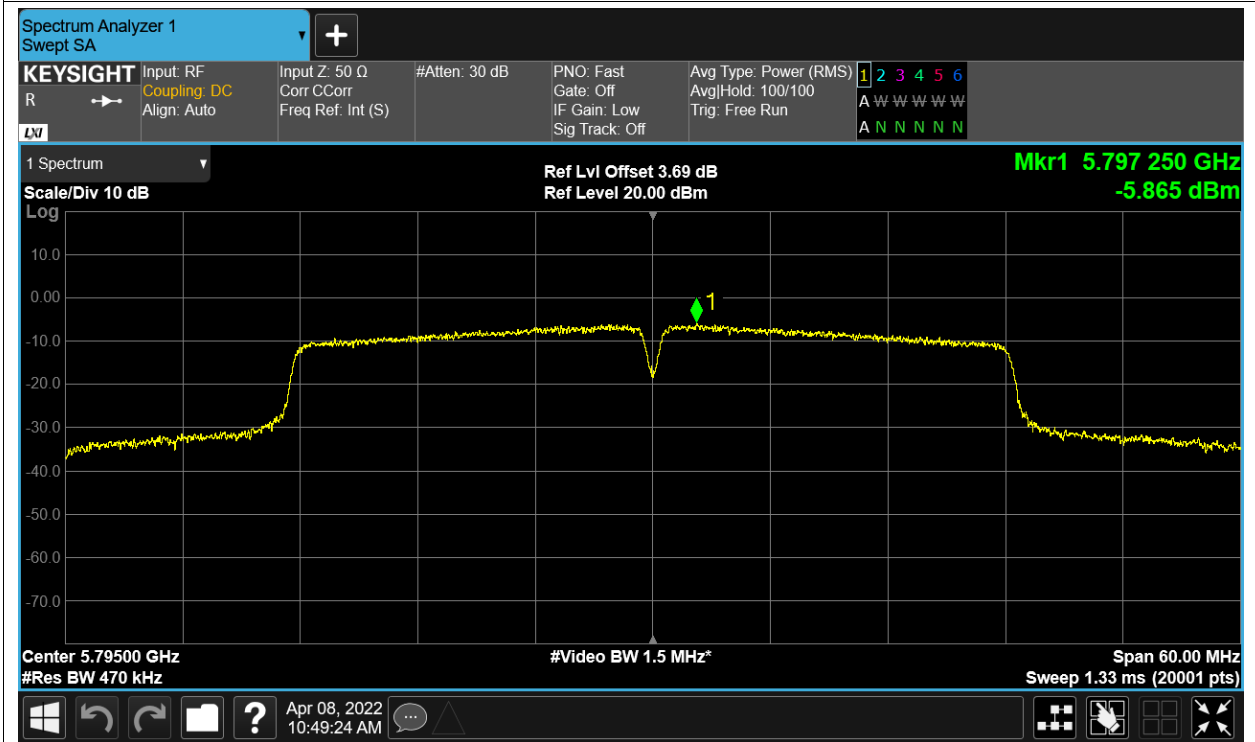 Spectrum Analyzer 1
Swept SA
+
KEYSIGHT
R
LXI
Input: RF
Coupling: DC
Align: Auto
Input Z: 50 Ω
Corr CCorr
Freq Ref: Int (S)
#Atten: 30 dB
PNO: Fast
Gate: Off
IF Gain: Low
Sig Track: Off
Avg Type: Power (RMS)
Avg|Hold: 100/100
Trig: Free Run
1 2 3 4 5 6
A W W W W W
A N N N N N
1 Spectrum
Scale/Div 10 dB
Log
Ref Lvl Offset 3.69 dB
Ref Level 20.00 dBm
Mkr1 5.797 250 GHz
-5.865 dBm
10.0
0.00
-10.0
-20.0
-30.0
-40.0
-50.0
-60.0
-70.0
1
Center 5.79500 GHz
#Res BW 470 kHz
#Video BW 1.5 MHz*
Span 60.00 MHz
Sweep 1.33 ms (20001 pts)
?
Apr 08, 2022
10:49:24 AM